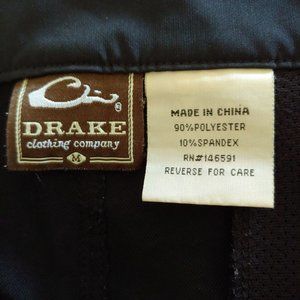 DRAKE
clothing company
M
MADE IN CHINA
90%POLYESTER
10%SPANDEX
RN#146591
REVERSE FOR CARE